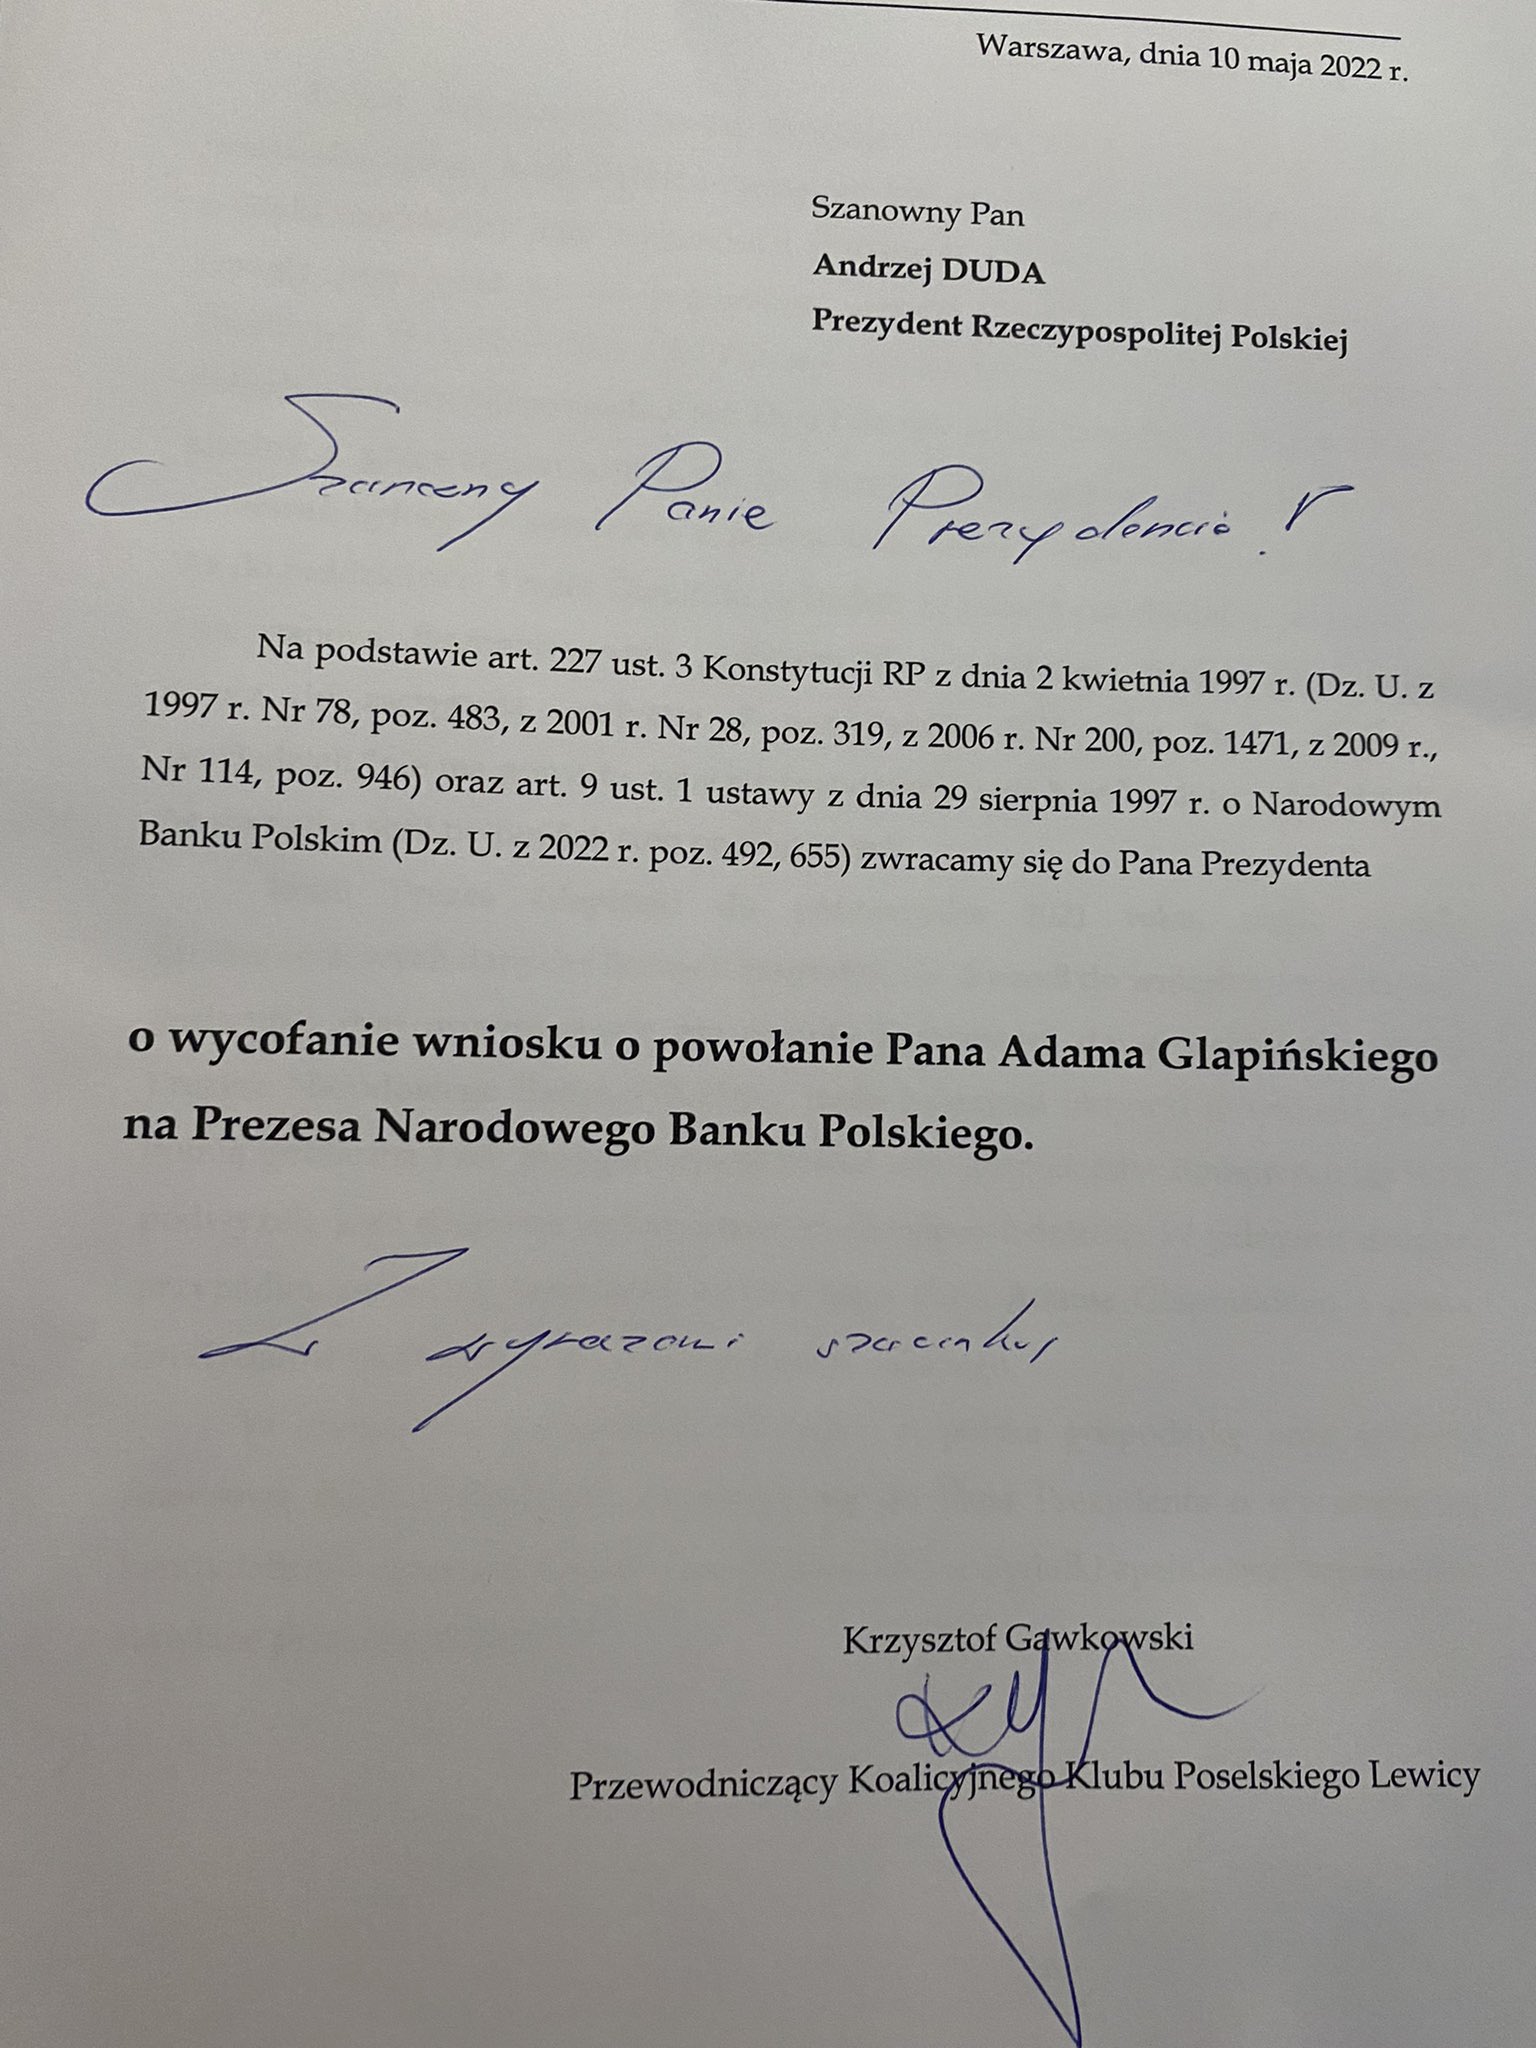 Warszawa, dnia 10 maja 2022 r.
Szanowny Pan
Andrzej DUDA
Prezydent Rzeczypospolitej Polskiej
Szanowny Panie Prezydencie!
Na podstawie art. 227 ust. 3 Konstytucji RP z dnia 2 kwietnia 1997 r. (Dz. U. z
1997 r. Nr 78, poz. 483, z 2001 r. Nr 28, poz. 319, z 2006 r. Nr 200, poz. 1471, z 2009 r.,
Nr 114, poz. 946) oraz art. 9 ust. 1 ustawy z dnia 29 sierpnia 1997 r. o Narodowym
Banku Polskim (Dz. U. z 2022 r. poz. 492, 655) zwracamy się do Pana Prezydenta
o wycofanie wniosku o powołanie Pana Adama Glapińskiego
na Prezesa Narodowego Banku Polskiego.
Z wyrazami szacunku
Krzysztof Gawkowski
Przewodniczący Koalicyjnego Klubu Poselskiego Lewicy